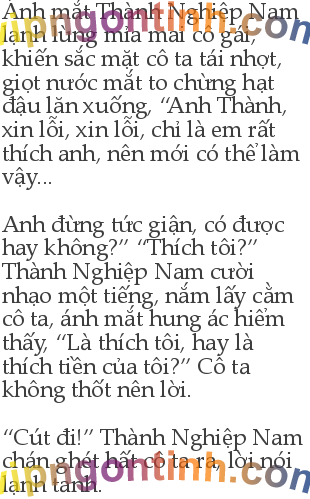 Ánh mắt Thành Nghiệp Nam
lạnh lùng mỉa mai cô gái,
khiến sắc mặt cô ta tái nhợt,
giọt nước mắt to chừng hạt
đậu lăn xuống, “Anh Thành,
xin lỗi, xin lỗi, chỉ là em rất
thích anh, nên mới có thể làm
vậy...
Anh đừng tức giận, có được
hay không?” “Thích tôi?”
Thành Nghiệp Nam cười
nhạo một tiếng, nắm lấy cằm
cô ta, ánh mắt hung ác hiểm
thấy, “Là thích tôi, hay là
thích tiền của tôi?” Cô ta
không thốt nên lời.
“Cút đi!” Thành Nghiệp Nam
chán ghét hất cô ta ra, lời nói
lạnh tanh.
vipngontinh.com
vipngontinh.com